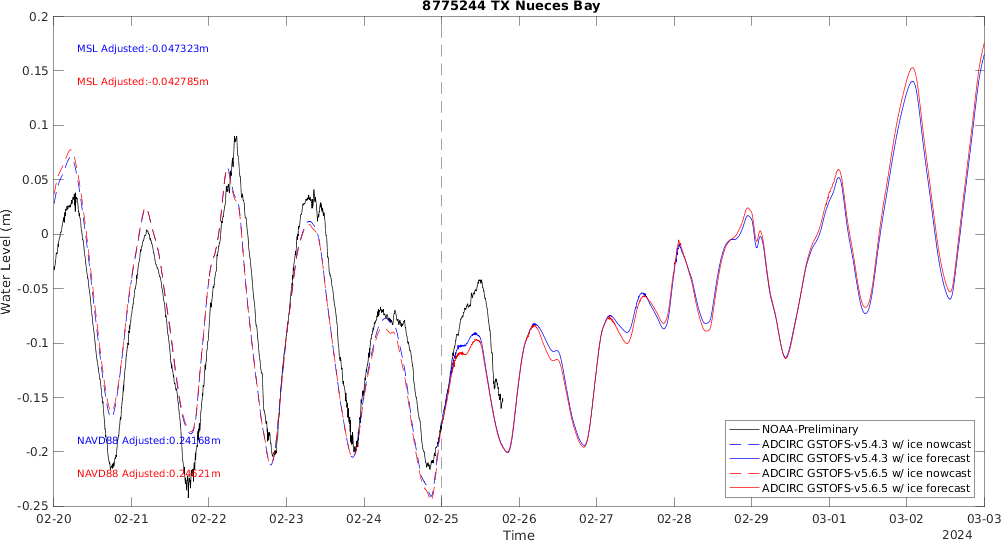 8775244 TX Nueces Bay
0.2
0.15
0.1
0.05
0
-0.05
-0.1
-0.15
-0.2
-0.25
Water Level (m)
MSL Adjusted:-0.047323m
MSL Adjusted:-0.042785m
NAVD88 Adjusted:0.24168m
NAVD88 Adjusted:0.24621m
NOAA-Preliminary
ADCIRC GSTOFS-v5.4.3 w/ ice nowcast
ADCIRC GSTOFS-v5.4.3 w/ ice forecast
ADCIRC GSTOFS-v5.6.5 w/ ice nowcast
ADCIRC GSTOFS-v5.6.5 w/ ice forecast
02-20 02-21 02-22 02-23 02-24 02-25 02-26 02-27 02-28 02-29 03-01 03-02 03-03
Time
2024